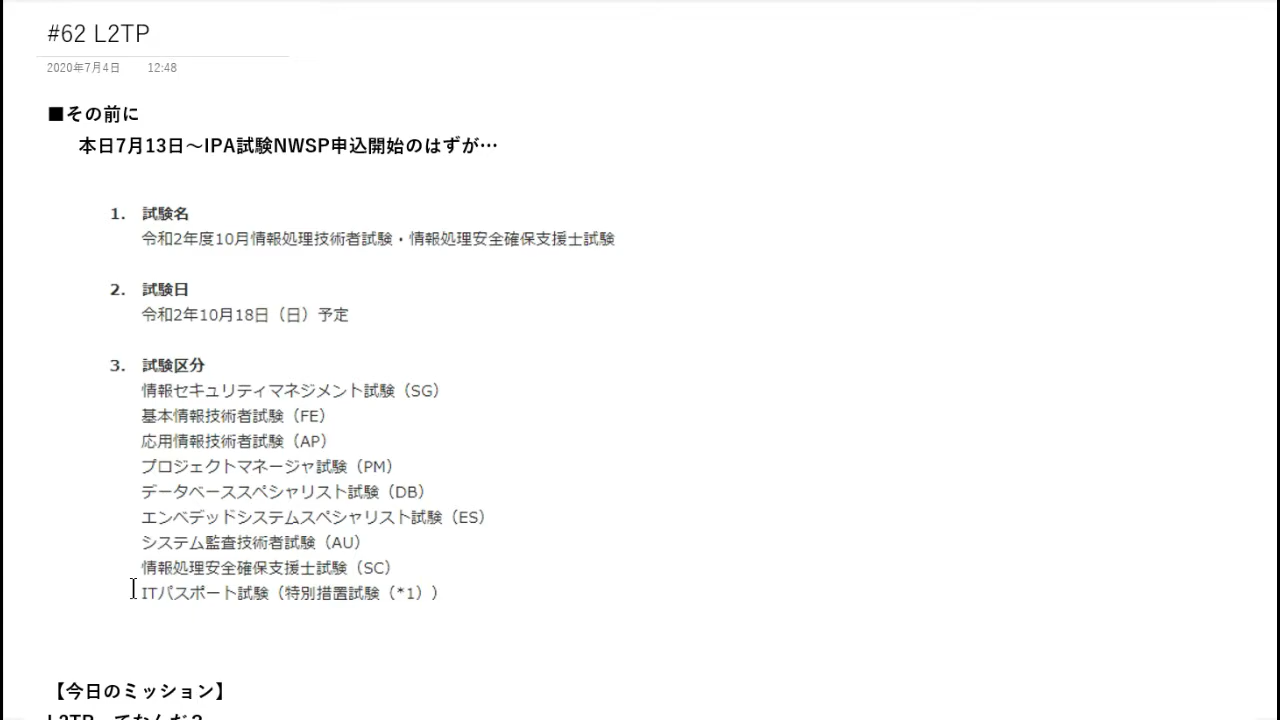 #62 L2TP
2020年7月4日 12:48
■その前に
本日7月13日～IPA試験NWSP申込開始のはずが…
1. 試験名
令和2年度10月情報処理技術者試験・情報処理安全確保支援士試験
2. 試験日
令和2年10月18日（日）予定
3. 試験区分
情報セキュリティマネジメント試験（SG）
基本情報技術者試験（FE）
応用情報技術者試験（AP）
プロジェクトマネージャ試験（PM）
データベーススペシャリスト試験（DB）
エンベデッドシステムスペシャリスト試験（ES）
システム監査技術者試験（AU）
情報処理安全確保支援士試験（SC）
ITパスポート試験（特別措置試験（*1））
【今日のミッション】
L2TPってなんだ？